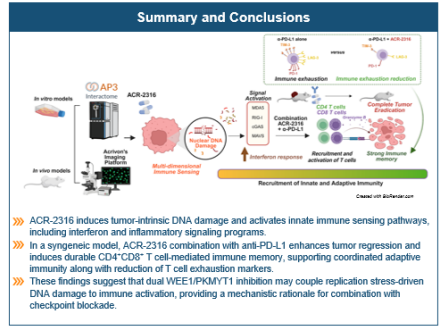 Summary and Conclusions
α-PD-L1 alone
α-PD-L1 + ACR-2316
versus
Immune exhaustion
Immune exhaustion reduction
AP3
Interactome
ACR-2316
In vitro models
Signal
Activation
RIG-I
cGAS
MAVS
Combination
ACR-2316
+ α-PD-L1
CD4 T cells
CD8 T cells
Complete Tumor
Eradication
Nuclear DNA
Damage
Acrivon's
Imaging
Platform
Multi-dimensional
Immune Sensing
In vivo models
Interferon response
Recruitment and
activation of T cells
Strong Immune
memory
Recruitment of Innate and Adaptive Immunity
Created with BioRender.com
ACR-2316 induces tumor-intrinsic DNA damage and activates innate immune sensing pathways,
including interferon and inflammatory signaling programs.
In a syngeneic model, ACR-2316 combination with anti-PD-L1 enhances tumor regression and
induces durable CD4⁺CD8⁺ T cell-mediated immune memory, supporting coordinated adaptive
immunity along with reduction of T cell exhaustion markers.
These findings suggest that dual WEE1/PKMYT1 inhibition may couple replication stress-driven
DNA damage to immune activation, providing a mechanistic rationale for combination with
checkpoint blockade.